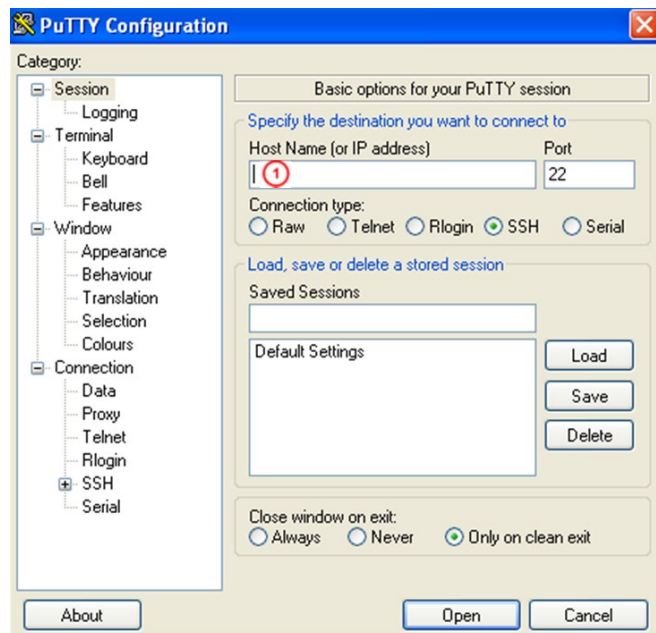 PuTTY Configuration
Category:
Session
Logging
Terminal
Keyboard
Bell
Features
Window
Appearance
Behaviour
Translation
Selection
Colours
Connection
Data
Proxy
Telnet
Rlogin
SSH
Serial
Basic options for your PuTTY session
Specify the destination you want to connect to
Host Name (or IP address) Port
1 22
Connection type:
Raw Telnet Rlogin SSH Serial
Load, save or delete a stored session
Saved Sessions
Default Settings
Load
Save
Delete
Close window on exit:
Always Never Only on clean exit
About Open Cancel